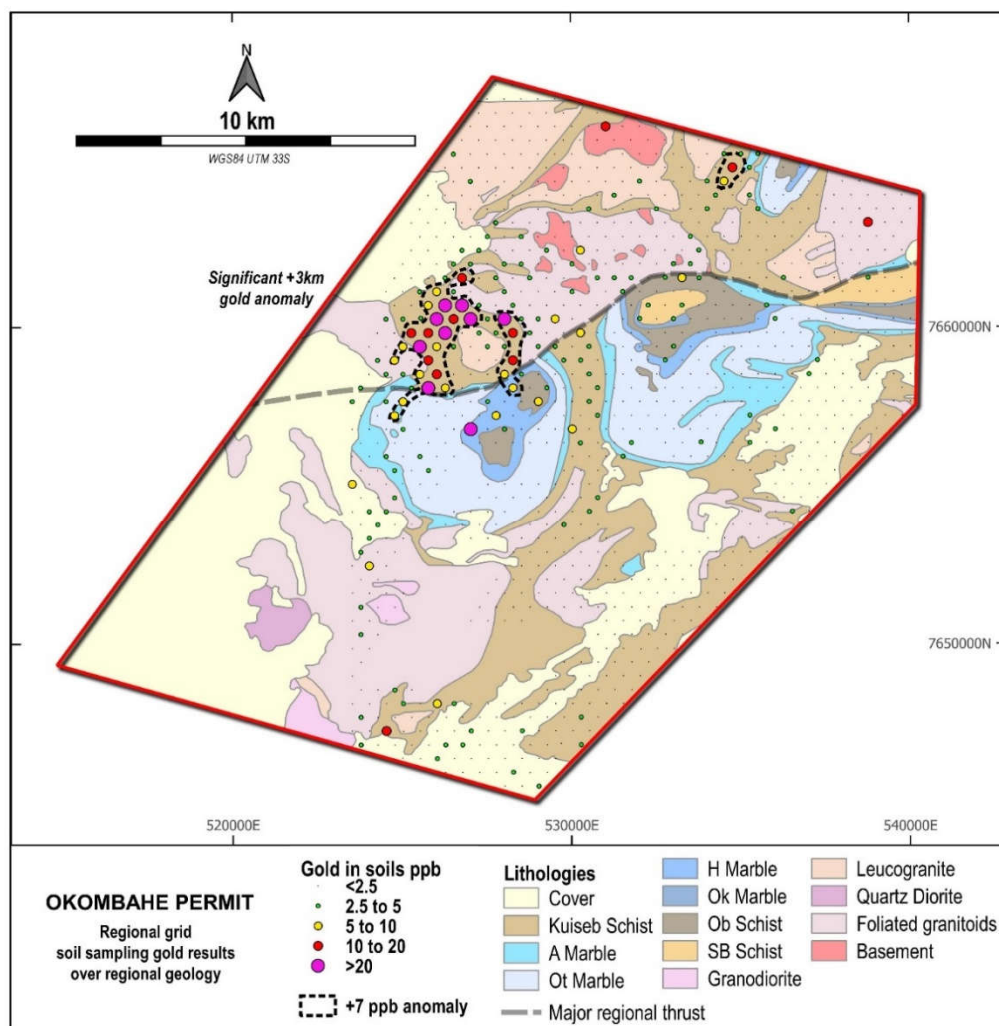 N
10 km
WGS84 UTM 33S
Significant +3km
gold anomaly
7660000N
7650000N
520000E
530000E
540000E
OKOMBAHE PERMIT
Regional grid
soil sampling gold results
over regional geology
Gold in soils ppb
<2.5
2.5 to 5
5 to 10
10 to 20
>20
+7 ppb anomaly
Lithologies
Cover
Kuiseb Schist
A Marble
Ot Marble
H Marble
Ok Marble
Ob Schist
SB Schist
Granodiorite
Leucogranite
Quartz Diorite
Foliated granitoids
Basement
Major regional thrust